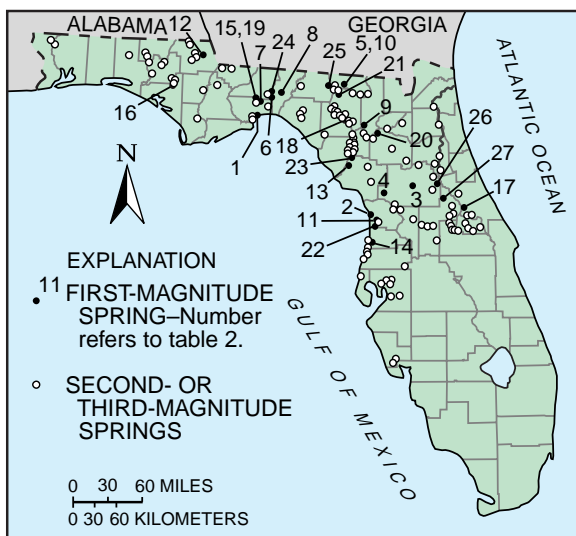 ALABAMA
12
15,19
24
GEORGIA
7
8
25
5,10
21
16
1
6
18
9
20
26
27
23
13
4
3
17
2
11
22
14
N
ATLANTIC OCEAN
GULF OF MEXICO
EXPLANATION
11 FIRST-MAGNITUDE
SPRING–Number
refers to table 2.
SECOND- OR
THIRD-MAGNITUDE
SPRINGS
0 30 60 MILES
0 30 60 KILOMETERS